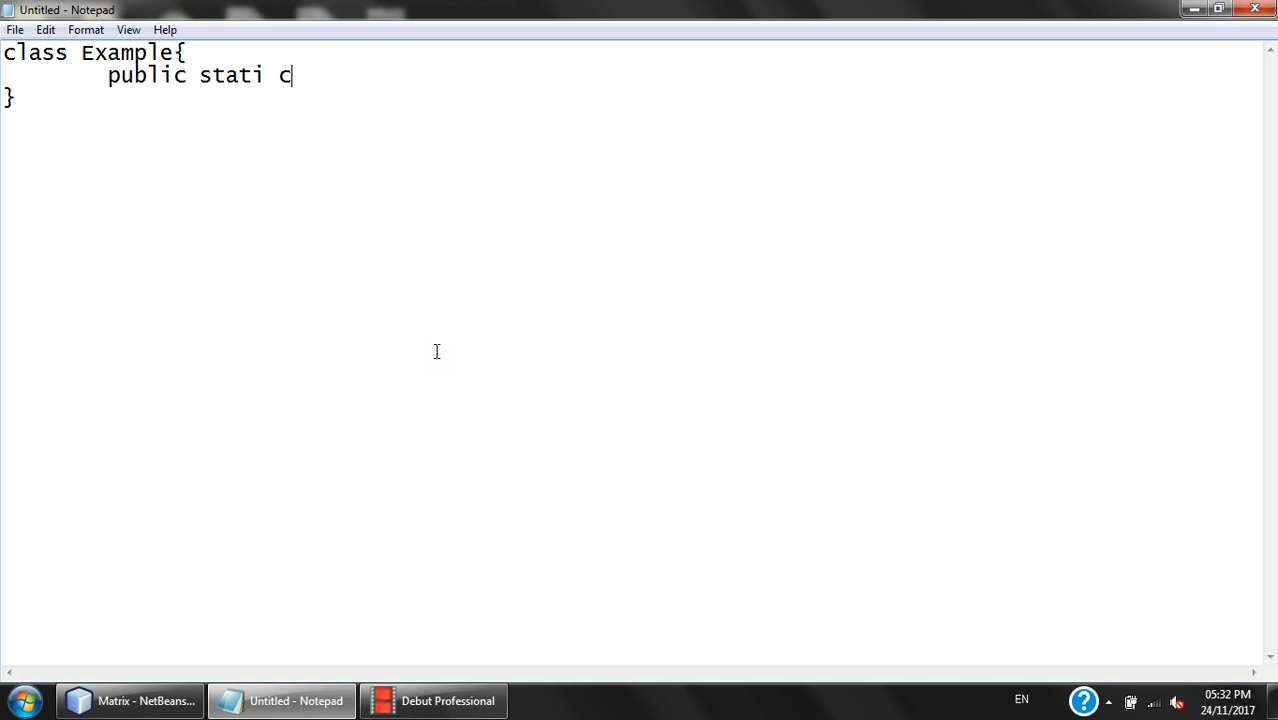 Untitled - Notepad
File Edit Format View Help
class Example{
public stati c
}
Matrix - NetBeans...
Untitled - Notepad
Debut Professional
EN
?
05:32 PM
24/11/2017